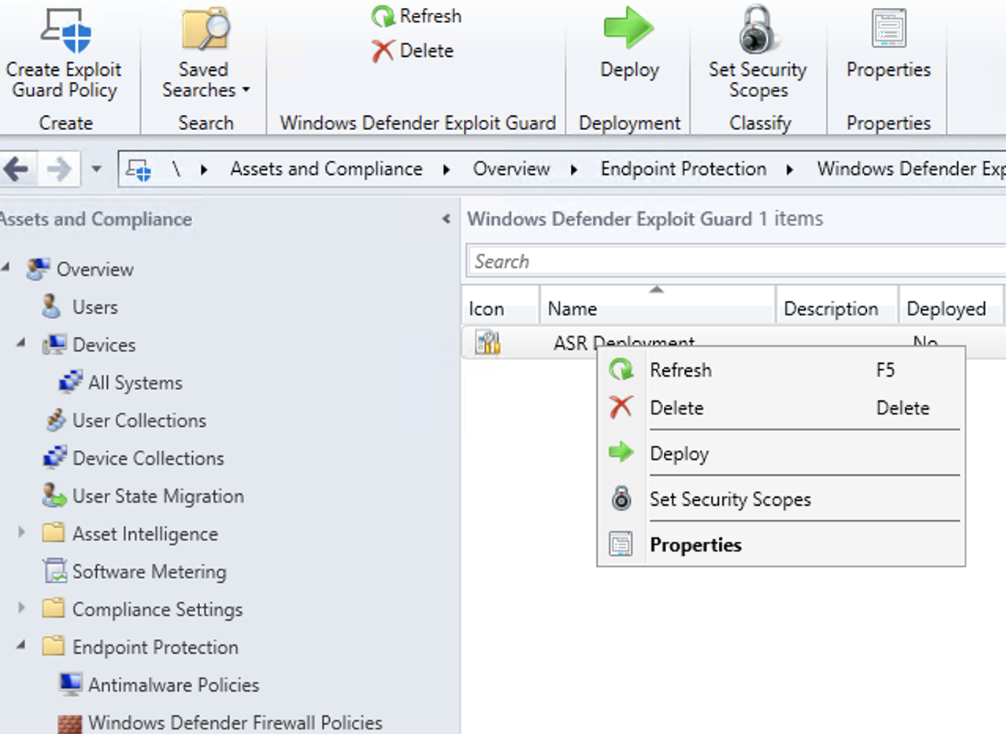 Refresh
Delete
Create Exploit
Guard Policy
Saved
Searches
Deploy
Set Security
Scopes
Properties
Create
Search
Windows Defender Exploit Guard
Deployment
Classify
Properties
\ Assets and Compliance Overview Endpoint Protection Windows Defender Exp
Assets and Compliance
Overview
Users
Devices
All Systems
User Collections
Device Collections
User State Migration
Asset Intelligence
Software Metering
Compliance Settings
Endpoint Protection
Antimalware Policies
Windows Defender Firewall Policies
Windows Defender Exploit Guard 1 items
Search
Icon Name Description Deployed
ASR Deployment No
Refresh F5
Delete Delete
Deploy
Set Security Scopes
Properties